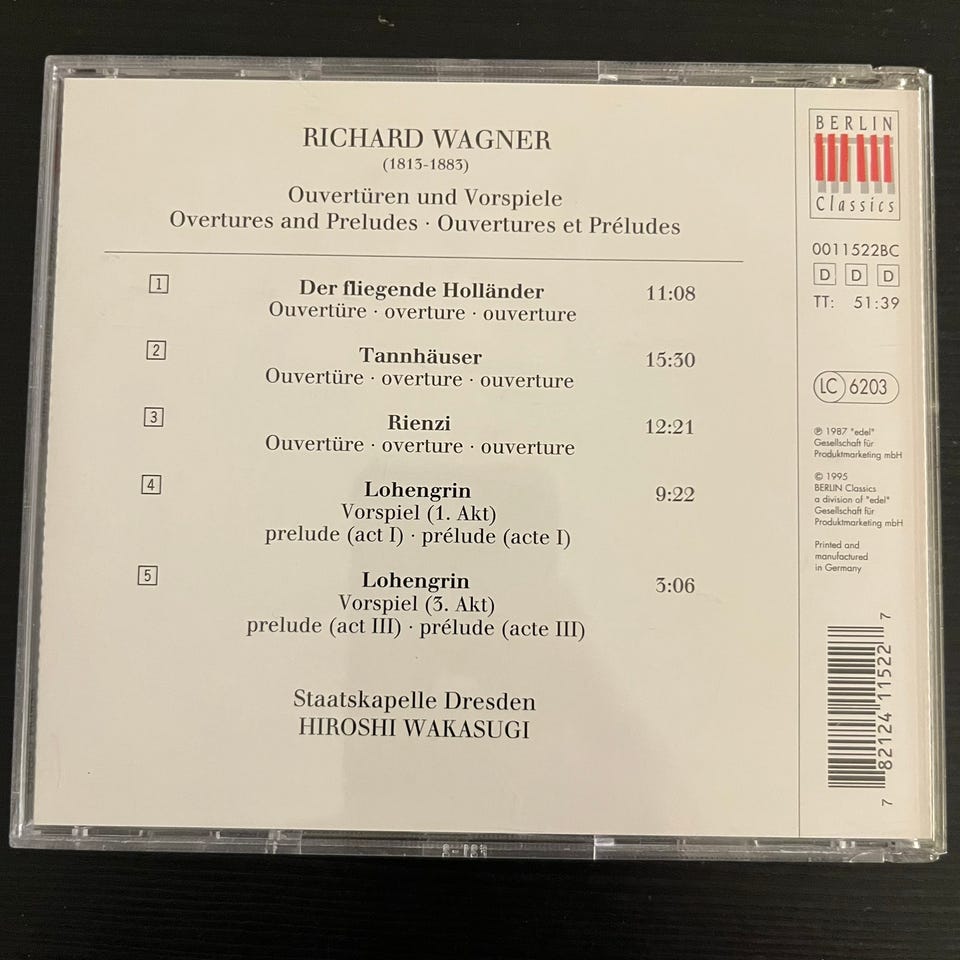 RICHARD WAGNER
(1813-1883)
Ouvertüren und Vorspiele
Overtures and Preludes · Ouvertures et Préludes
1 Der fliegende Holländer 11:08
Ouvertüre · overture · ouverture
2 Tannhäuser 15:30
Ouvertüre · overture · ouverture
3 Rienzi 12:21
Ouvertüre · overture · ouverture
4 Lohengrin 9:22
Vorspiel (1. Akt)
prelude (act I) · prélude (acte I)
5 Lohengrin 3:06
Vorspiel (3. Akt)
prelude (act III) · prélude (acte III)
Staatskapelle Dresden
HIROSHI WAKASUGI
BERLIN
Classics
0011522BC
D D D
TT: 51:39
LC 6203
℗ 1987 "edel"
Gesellschaft für
Produktmarketing mbH
© 1995
BERLIN Classics
a division of "edel"
Gesellschaft für
Produktmarketing mbH
Printed and
manufactured
in Germany
7 82124 11522 7